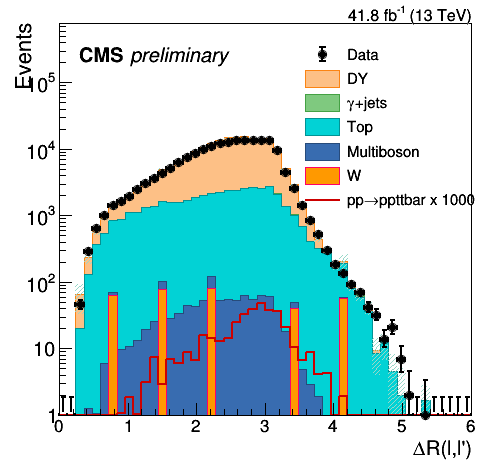 41.8 fb⁻¹ (13 TeV)
Events
CMS preliminary
Data
DY
γ+jets
Top
Multiboson
W
pp→ppttbar x 1000
10⁵
10⁴
10³
10²
10
1
0 1 2 3 4 5 6
ΔR(l,l')